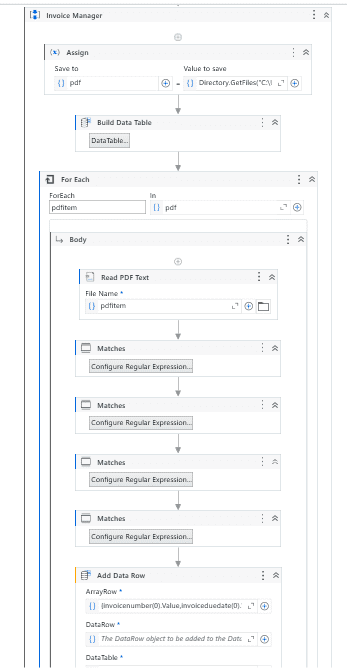 Invoice Manager
Assign
Save to Value to save
pdf = Directory.GetFiles("C:\
Build Data Table
DataTable...
For Each
ForEach In
pdfitem pdf
Body
Read PDF Text
File Name *
pdfitem
Matches
Configure Regular Expression...
Matches
Configure Regular Expression...
Matches
Configure Regular Expression...
Matches
Configure Regular Expression...
Add Data Row
ArrayRow *
{invoicenumber(0).Value,invoiceduedate(0).
DataRow *
The DataRow object to be added to the Data
DataTable *